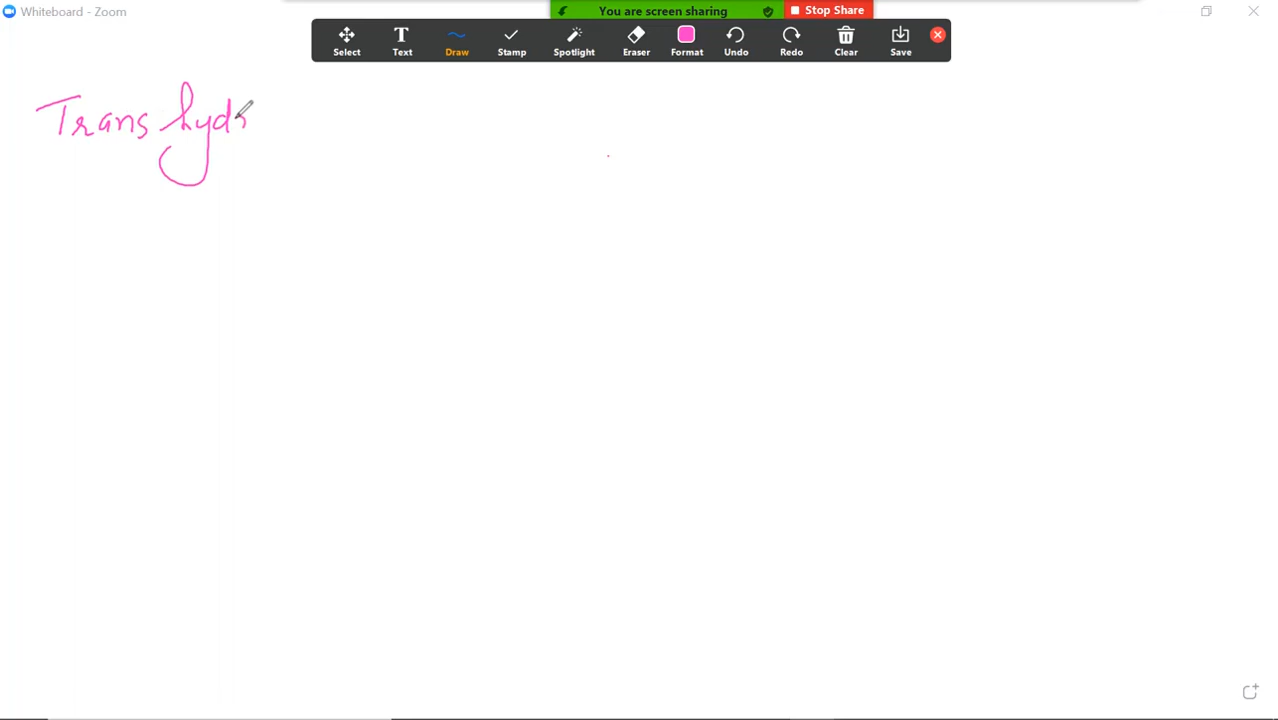 Whiteboard - Zoom
You are screen sharing
Stop Share
Select Text Draw Stamp Spotlight Eraser Format Undo Redo Clear Save
Trans hydr